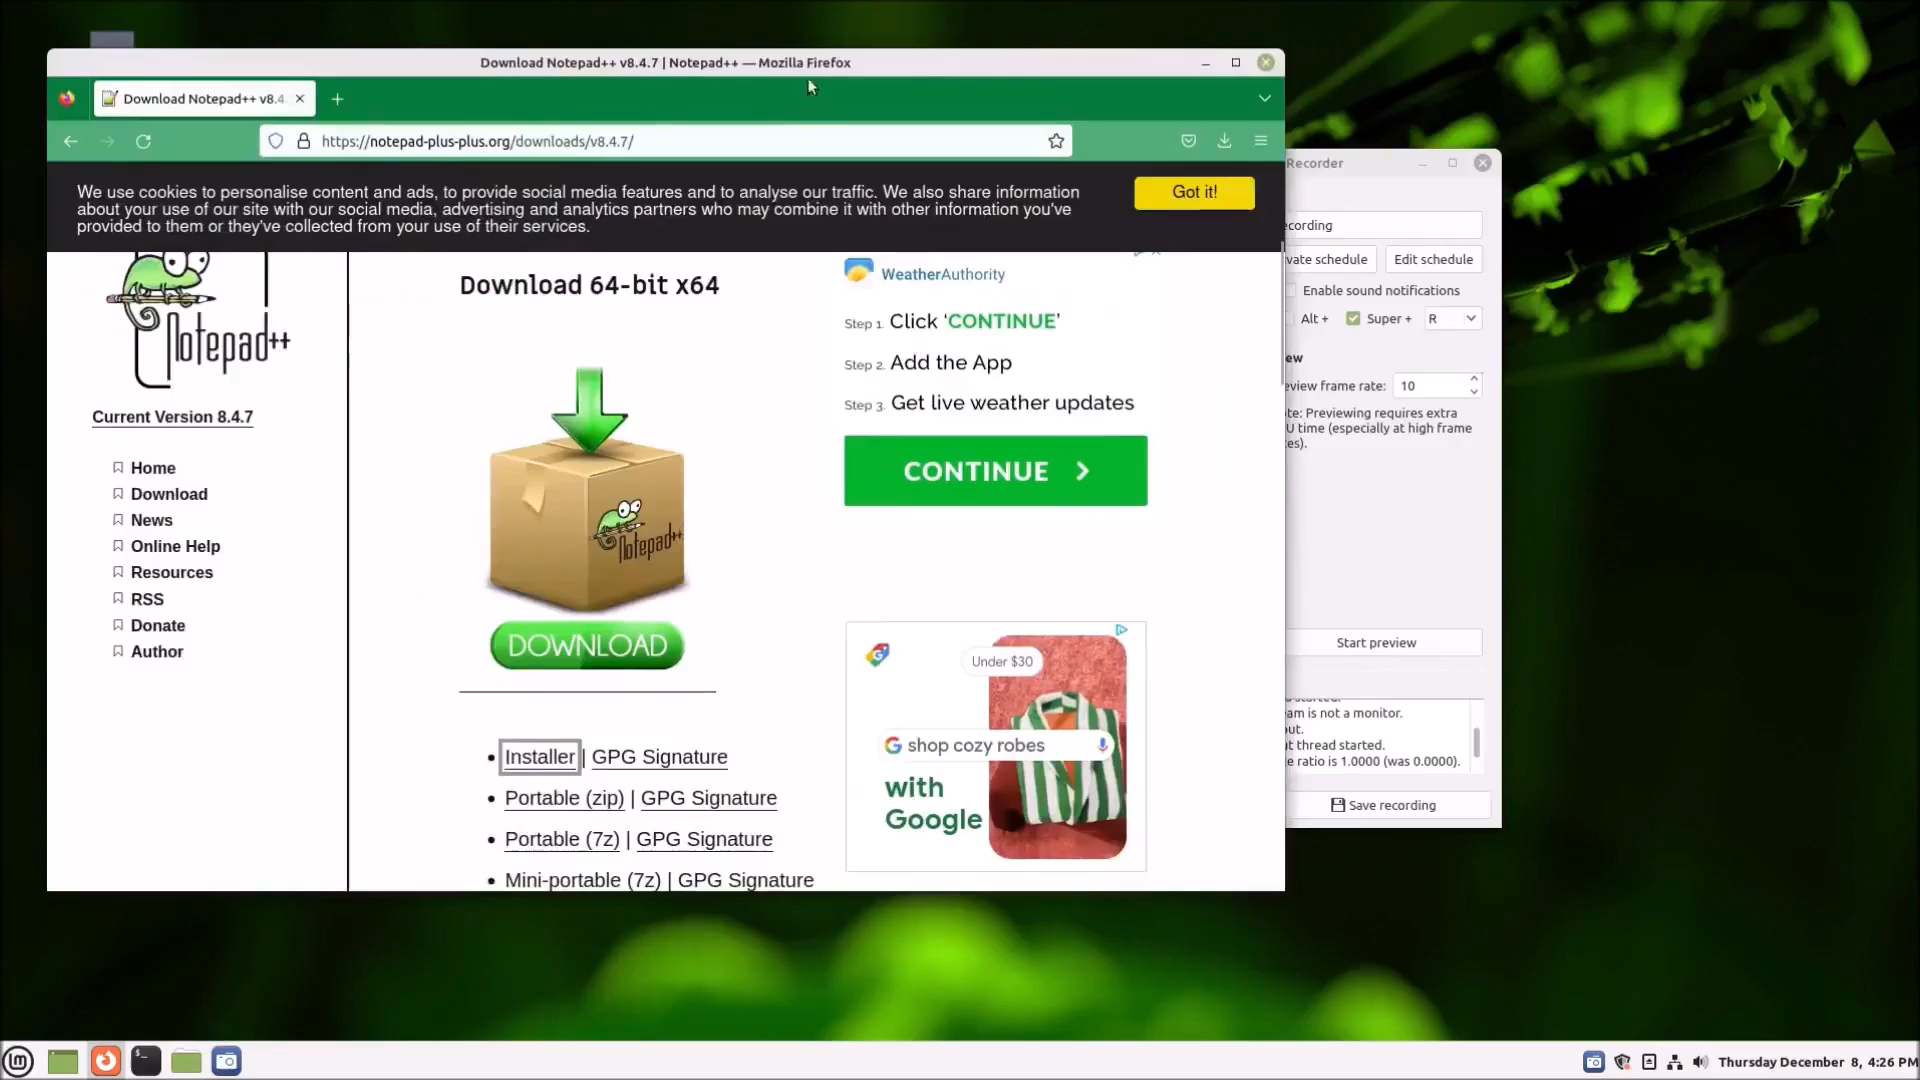 Download Notepad++ v8.4.7 | Notepad++ — Mozilla Firefox
Download Notepad++ v8.4
https://notepad-plus-plus.org/downloads/v8.4.7/
We use cookies to personalise content and ads, to provide social media features and to analyse our traffic. We also share information
about your use of our site with our social media, advertising and analytics partners who may combine it with other information you've
provided to them or they've collected from your use of their services.
Got it!
Notepad++
Current Version 8.4.7
Home
Download
News
Online Help
Resources
RSS
Donate
Author
Download 64-bit x64
Notepad++
DOWNLOAD
Installer | GPG Signature
Portable (zip) | GPG Signature
Portable (7z) | GPG Signature
Mini-portable (7z) | GPG Signature
WeatherAuthority
Step 1. Click ‘CONTINUE’
Step 2. Add the App
Step 3. Get live weather updates
CONTINUE
Under $30
shop cozy robes
with
Google
Recorder
ecording
vate schedule
Edit schedule
Enable sound notifications
Alt +
Super +
R
ew
eview frame rate: 10
te: Previewing requires extra
U time (especially at high frame
es).
Start preview
d started.
am is not a monitor.
out.
t thread started.
e ratio is 1.0000 (was 0.0000).
Save recording
lm
Thursday December 8, 4:26 PM